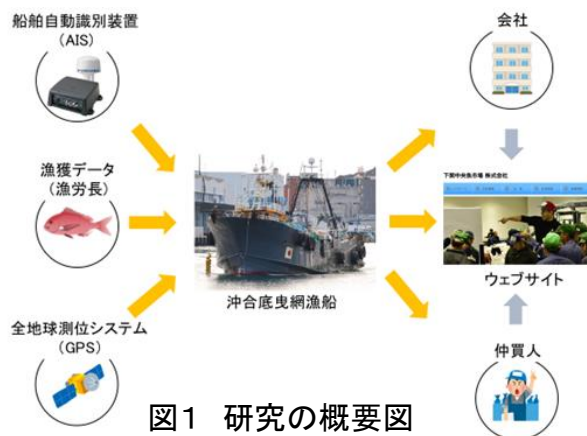 船舶自動識別装置
(AIS)
漁獲データ
(漁労長)
全地球測位システム
(GPS)
沖合底曳網漁船
会社
下関中央魚市場 株式会社
ウェブサイト
仲買人
図1 研究の概要図